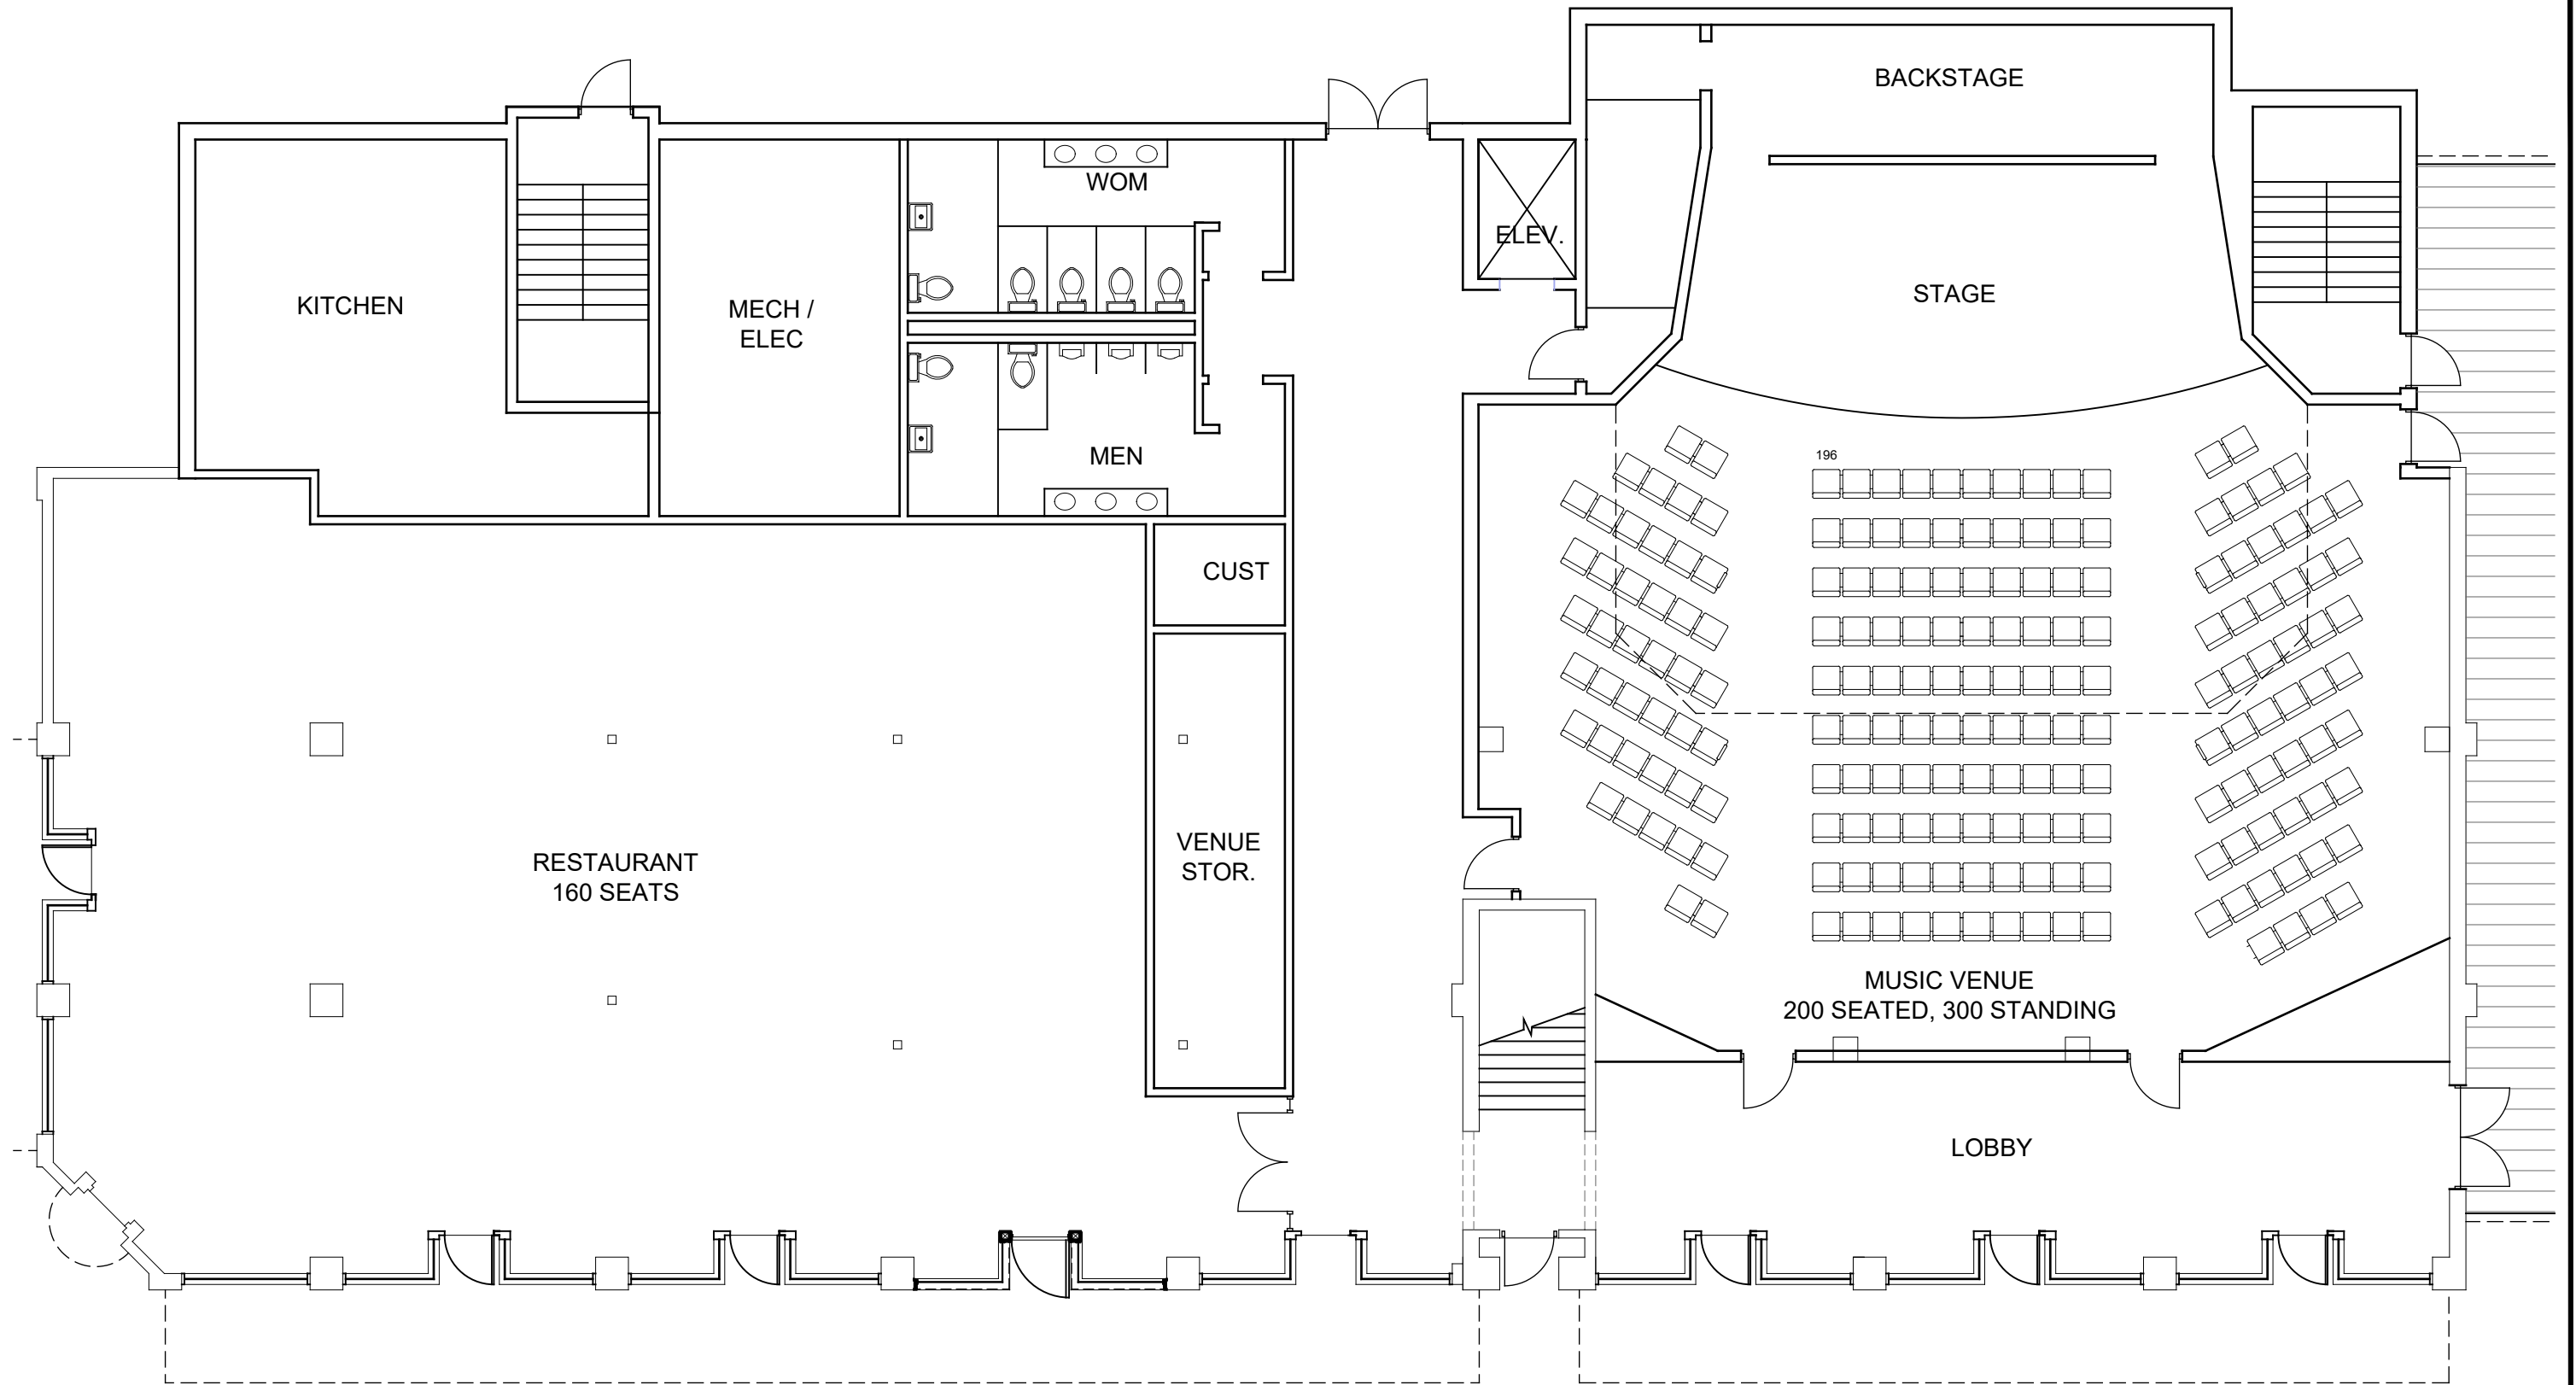 BACKSTAGE
WOM
ELEV.
KITCHEN
MECH /
ELEC
STAGE
MEN
196
CUST
RESTAURANT
160 SEATS
VENUE
STOR.
MUSIC VENUE
200 SEATED, 300 STANDING
LOBBY